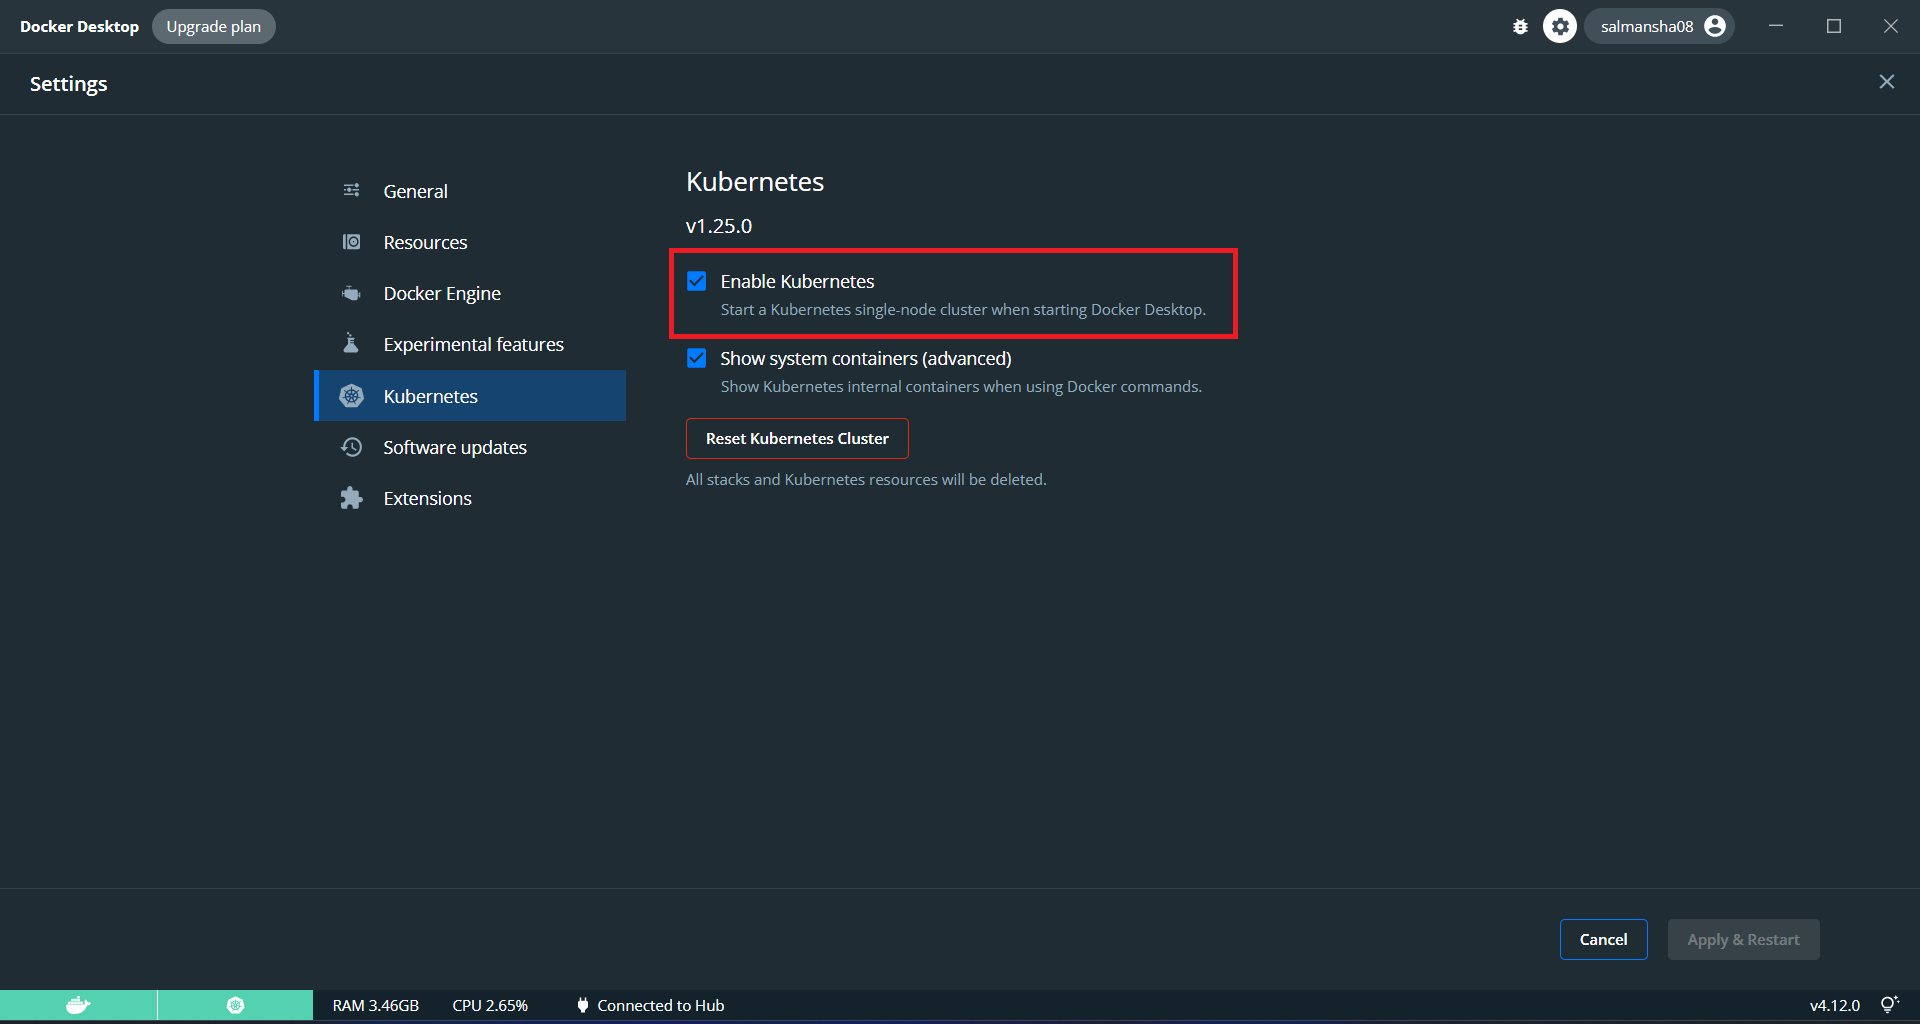 Docker Desktop Upgrade plan salmansha08
Settings
General
Resources
Docker Engine
Experimental features
Kubernetes
Software updates
Extensions
Kubernetes
v1.25.0
Enable Kubernetes
Start a Kubernetes single-node cluster when starting Docker Desktop.
Show system containers (advanced)
Show Kubernetes internal containers when using Docker commands.
Reset Kubernetes Cluster
All stacks and Kubernetes resources will be deleted.
Cancel Apply & Restart
RAM 3.46GB CPU 2.65% Connected to Hub v4.12.0